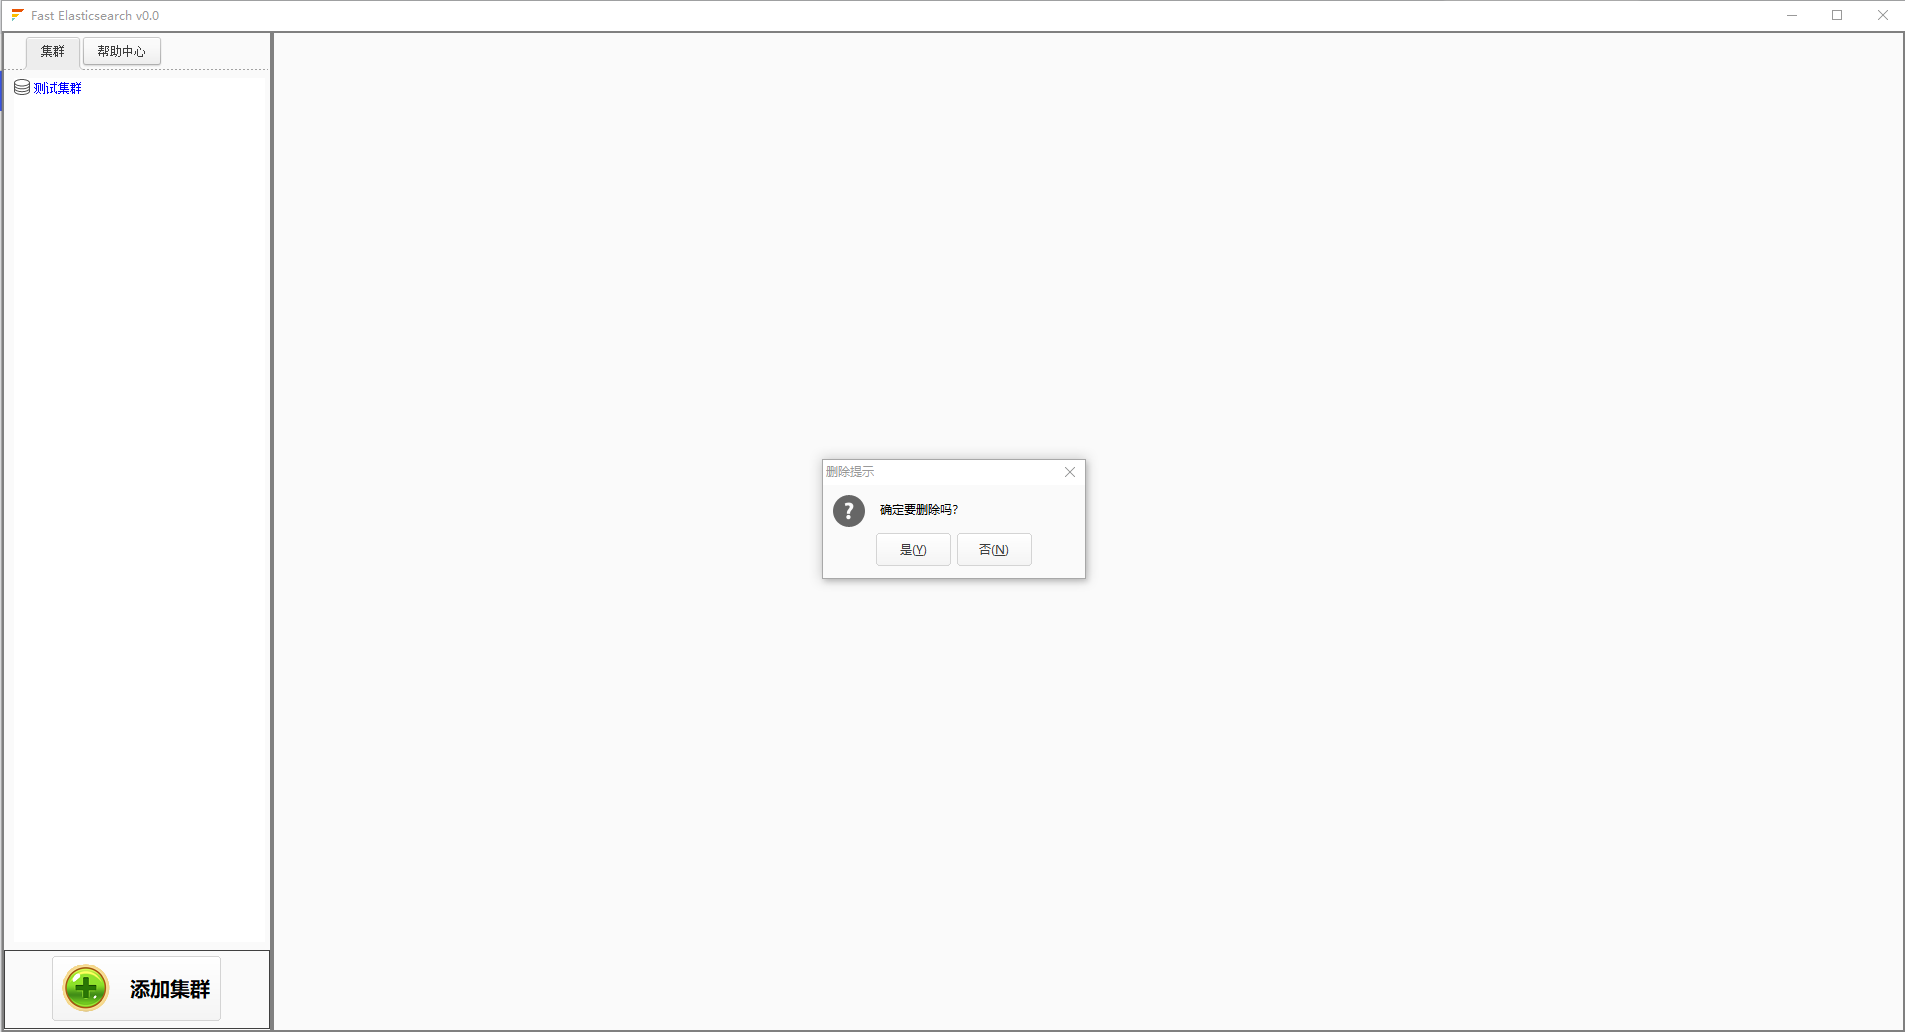 Fast Elasticsearch v0.0
集群
帮助中心
测试集群
删除提示
确定要删除吗?
是(Y)
否(N)
添加集群